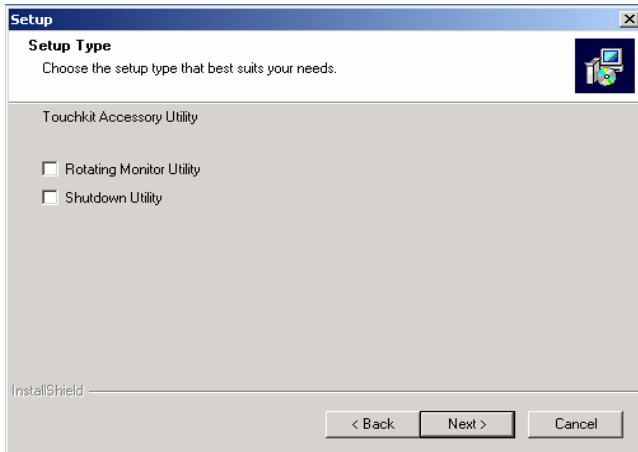 Setup
Setup Type
Choose the setup type that best suits your needs.
Touchkit Accessory Utility
Rotating Monitor Utility
Shutdown Utility
InstallShield
< Back Next > Cancel